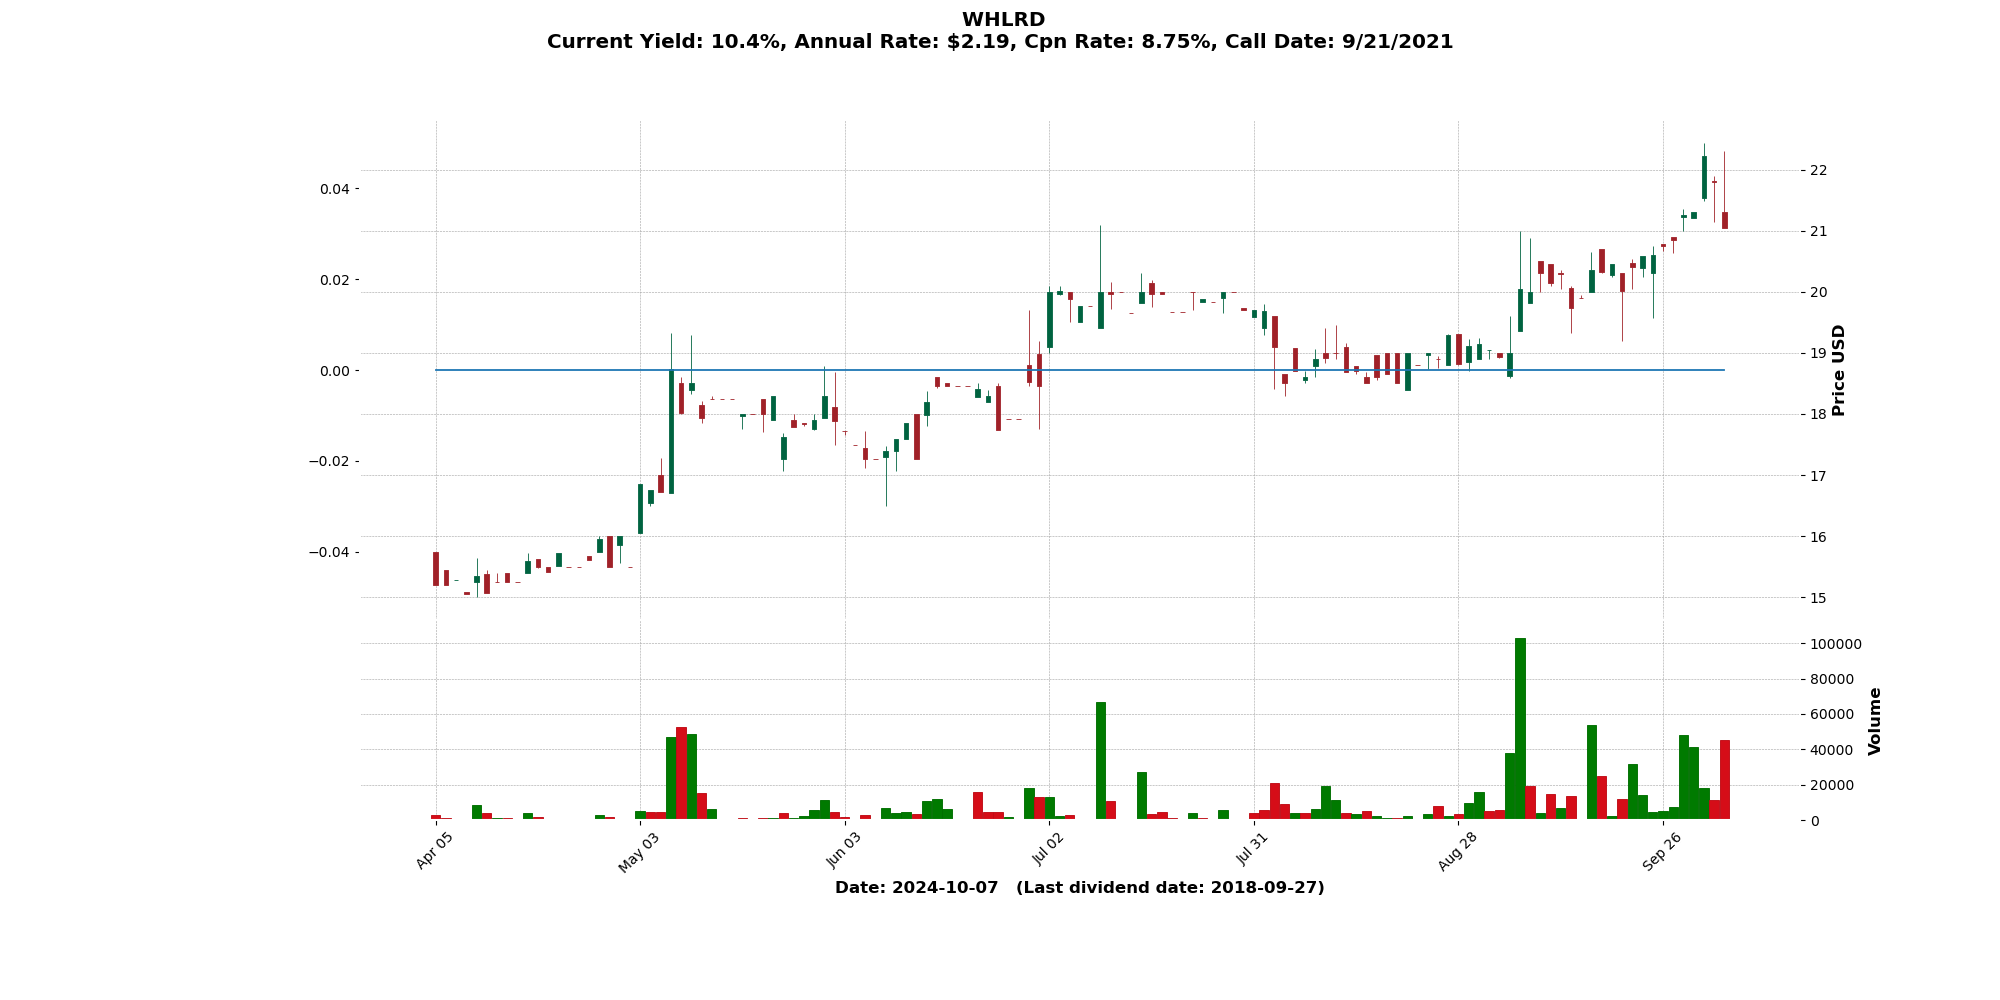 WHLRD
Current Yield: 10.4%, Annual Rate: $2.19, Cpn Rate: 8.75%, Call Date: 9/21/2021
0.04
0.02
0.00
−0.02
−0.04
22
21
20
19
18
17
16
15
Price USD
100000
80000
60000
40000
20000
0
Volume
Apr 05
May 03
Jun 03
Jul 02
Jul 31
Aug 28
Sep 26
Date: 2024-10-07   (Last dividend date: 2018-09-27)